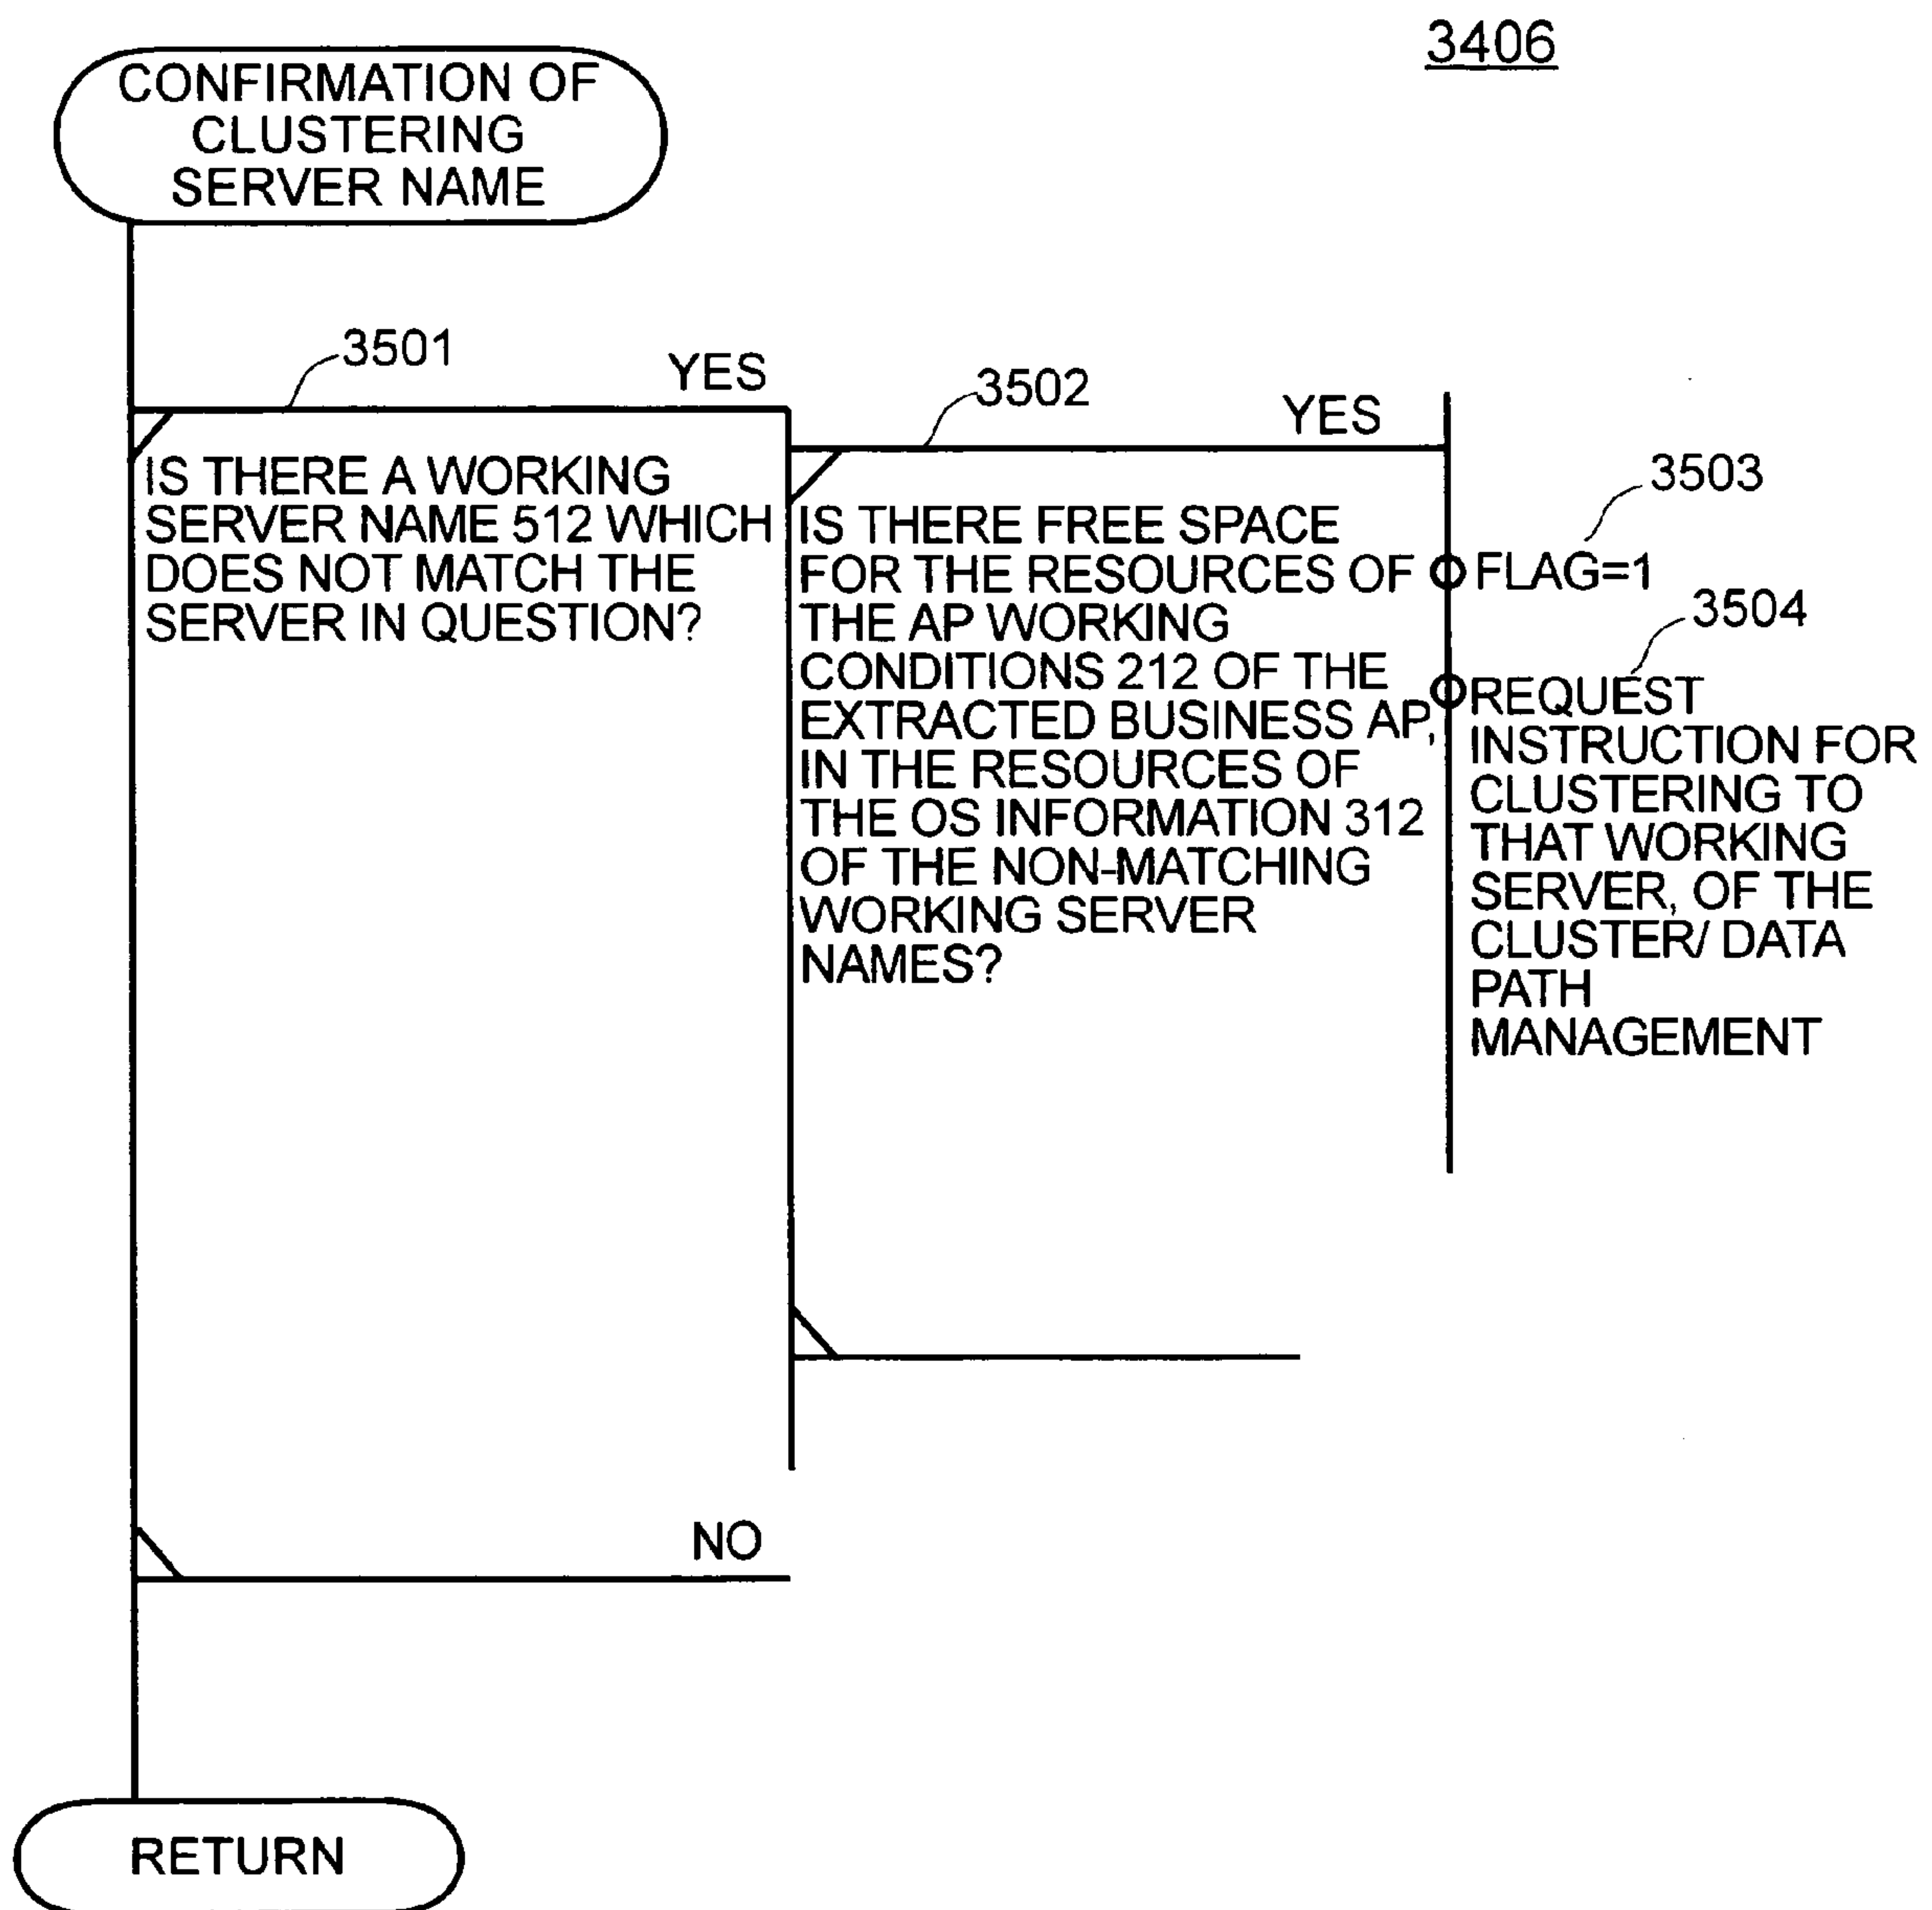 3406
CONFIRMATION OF
CLUSTERING
SERVER NAME
3501
YES
IS THERE A WORKING
SERVER NAME 512 WHICH
DOES NOT MATCH THE
SERVER IN QUESTION?
3502
YES
IS THERE FREE SPACE
FOR THE RESOURCES OF
THE AP WORKING
CONDITIONS 212 OF THE
EXTRACTED BUSINESS AP,
IN THE RESOURCES OF
THE OS INFORMATION 312
OF THE NON-MATCHING
WORKING SERVER
NAMES?
3503
FLAG=1
3504
REQUEST
INSTRUCTION FOR
CLUSTERING TO
THAT WORKING
SERVER, OF THE
CLUSTER/ DATA
PATH
MANAGEMENT
NO
RETURN